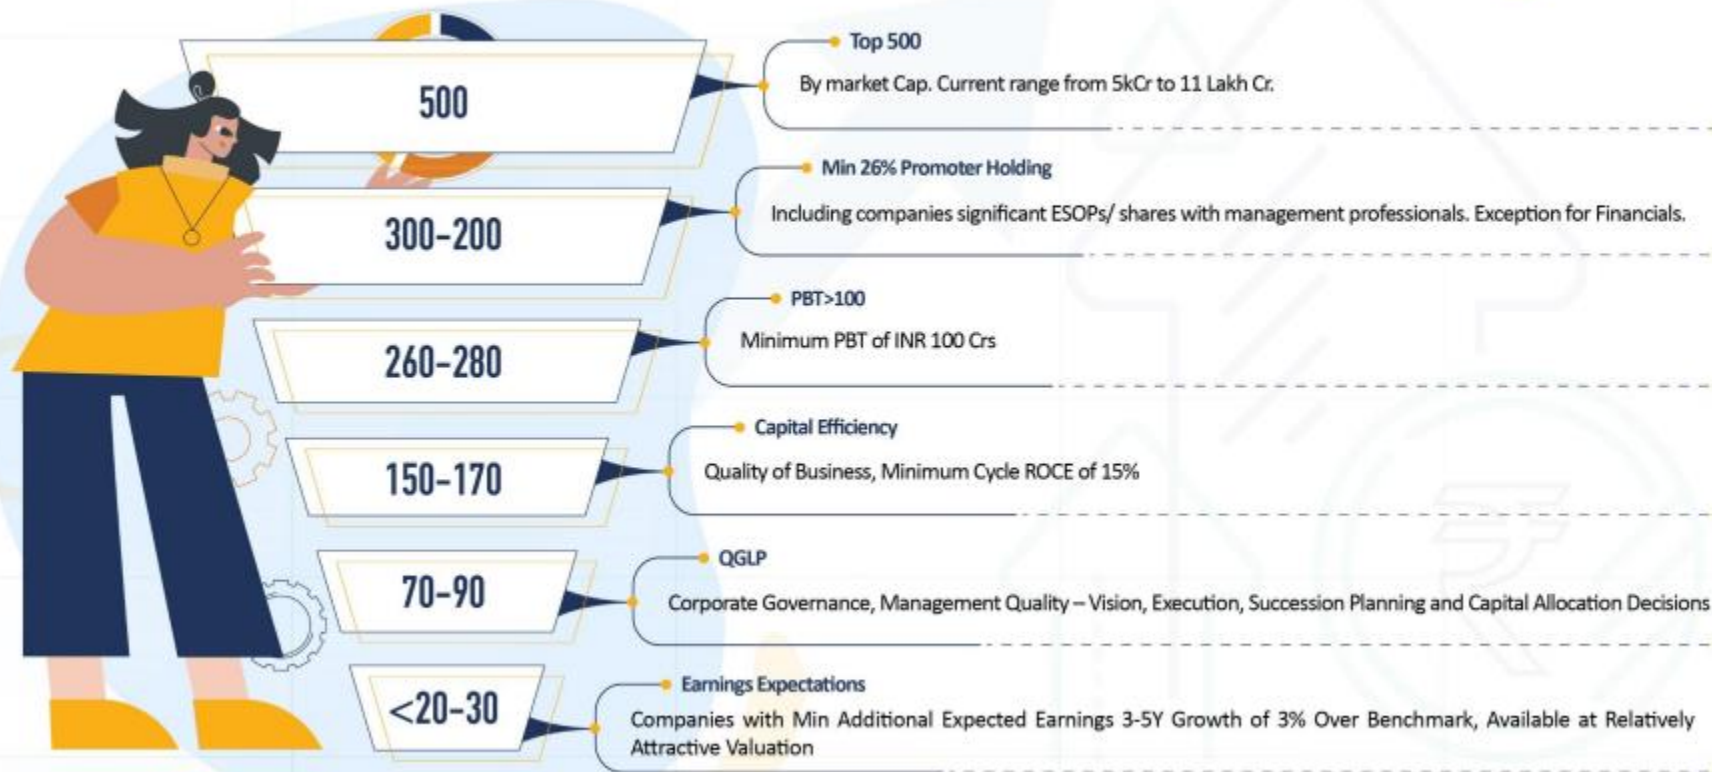 500
Top 500
By market Cap. Current range from 5kCr to 11 Lakh Cr.
300-200
Min 26% Promoter Holding
Including companies significant ESOPs/ shares with management professionals. Exception for Financials.
260-280
PBT>100
Minimum PBT of INR 100 Crs
150-170
Capital Efficiency
Quality of Business, Minimum Cycle ROCE of 15%
70-90
QGLP
Corporate Governance, Management Quality – Vision, Execution, Succession Planning and Capital Allocation Decisions
<20-30
Earnings Expectations
Companies with Min Additional Expected Earnings 3-5Y Growth of 3% Over Benchmark, Available at Relatively
Attractive Valuation
₹